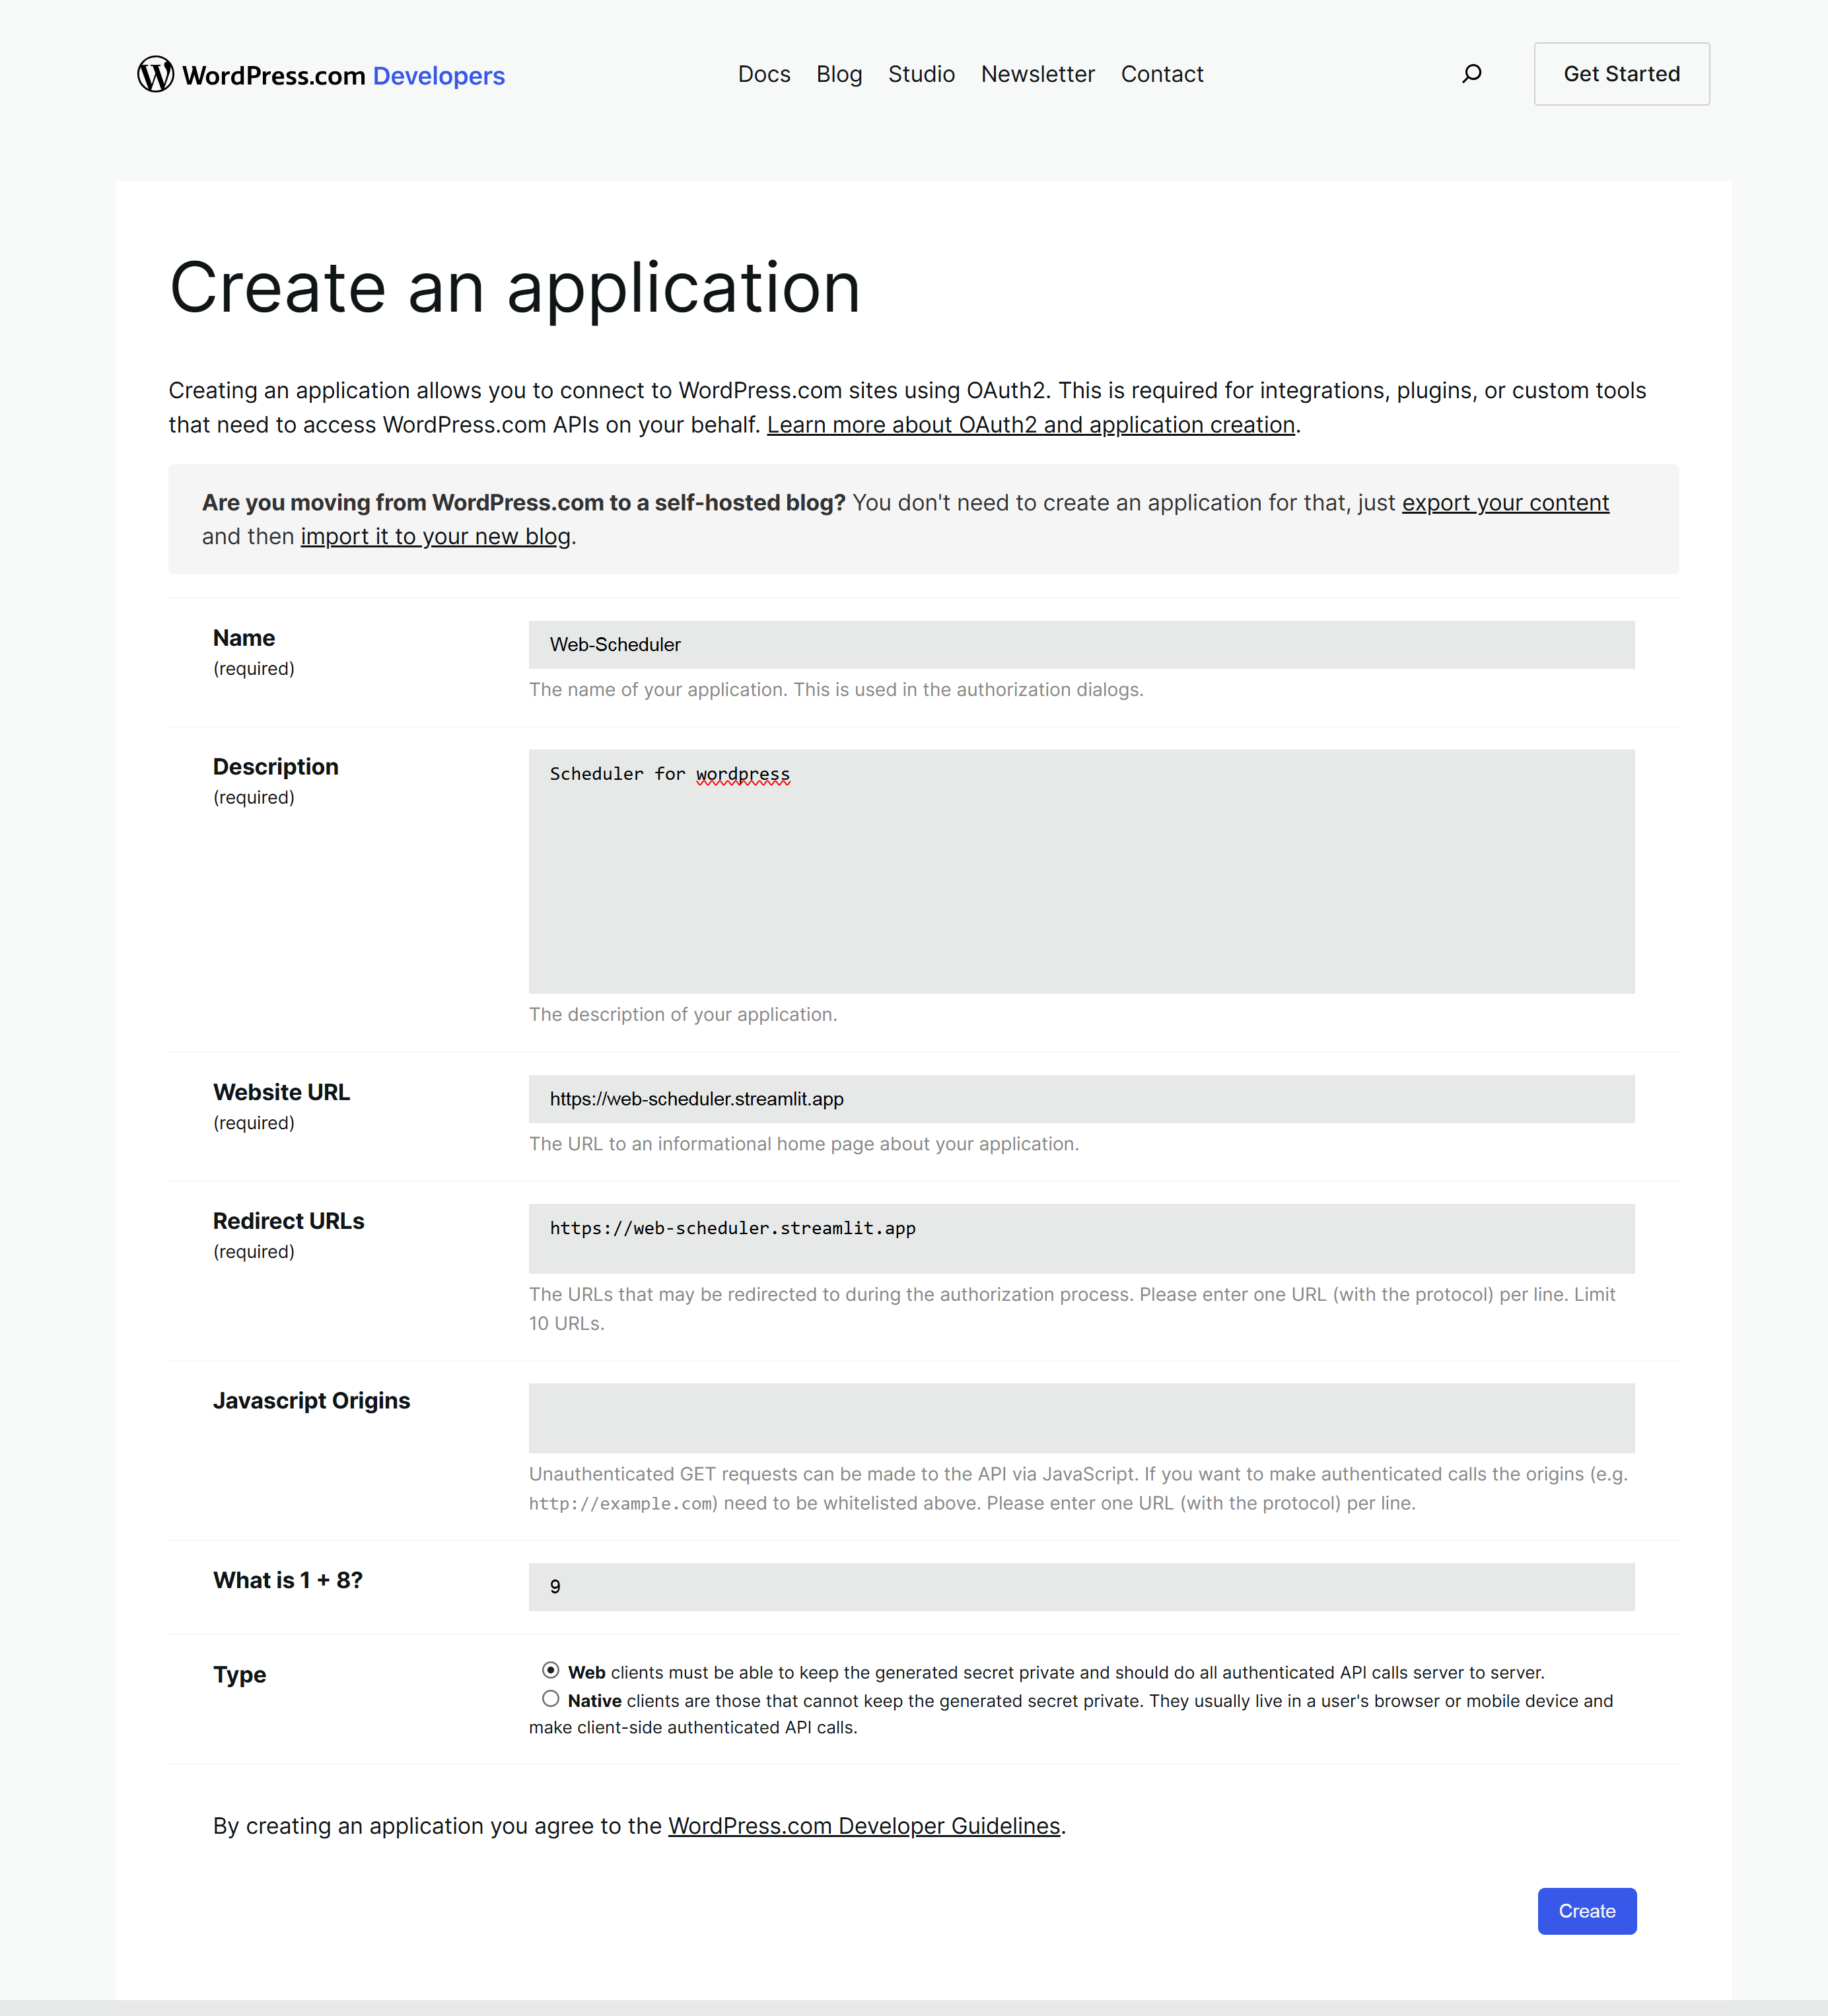 WordPress.com Developers
Docs Blog Studio Newsletter Contact
Get Started
Create an application
Creating an application allows you to connect to WordPress.com sites using OAuth2. This is required for integrations, plugins, or custom tools
that need to access WordPress.com APIs on your behalf. Learn more about OAuth2 and application creation.
Are you moving from WordPress.com to a self-hosted blog? You don't need to create an application for that, just export your content
and then import it to your new blog.
Name
(required)
Web-Scheduler
The name of your application. This is used in the authorization dialogs.
Description
(required)
Scheduler for wordpress
The description of your application.
Website URL
(required)
https://web-scheduler.streamlit.app
The URL to an informational home page about your application.
Redirect URLs
(required)
https://web-scheduler.streamlit.app
The URLs that may be redirected to during the authorization process. Please enter one URL (with the protocol) per line. Limit
10 URLs.
Javascript Origins
Unauthenticated GET requests can be made to the API via JavaScript. If you want to make authenticated calls the origins (e.g.
http://example.com) need to be whitelisted above. Please enter one URL (with the protocol) per line.
What is 1 + 8?
9
Type
Web clients must be able to keep the generated secret private and should do all authenticated API calls server to server.
Native clients are those that cannot keep the generated secret private. They usually live in a user's browser or mobile device and
make client-side authenticated API calls.
By creating an application you agree to the WordPress.com Developer Guidelines.
Create